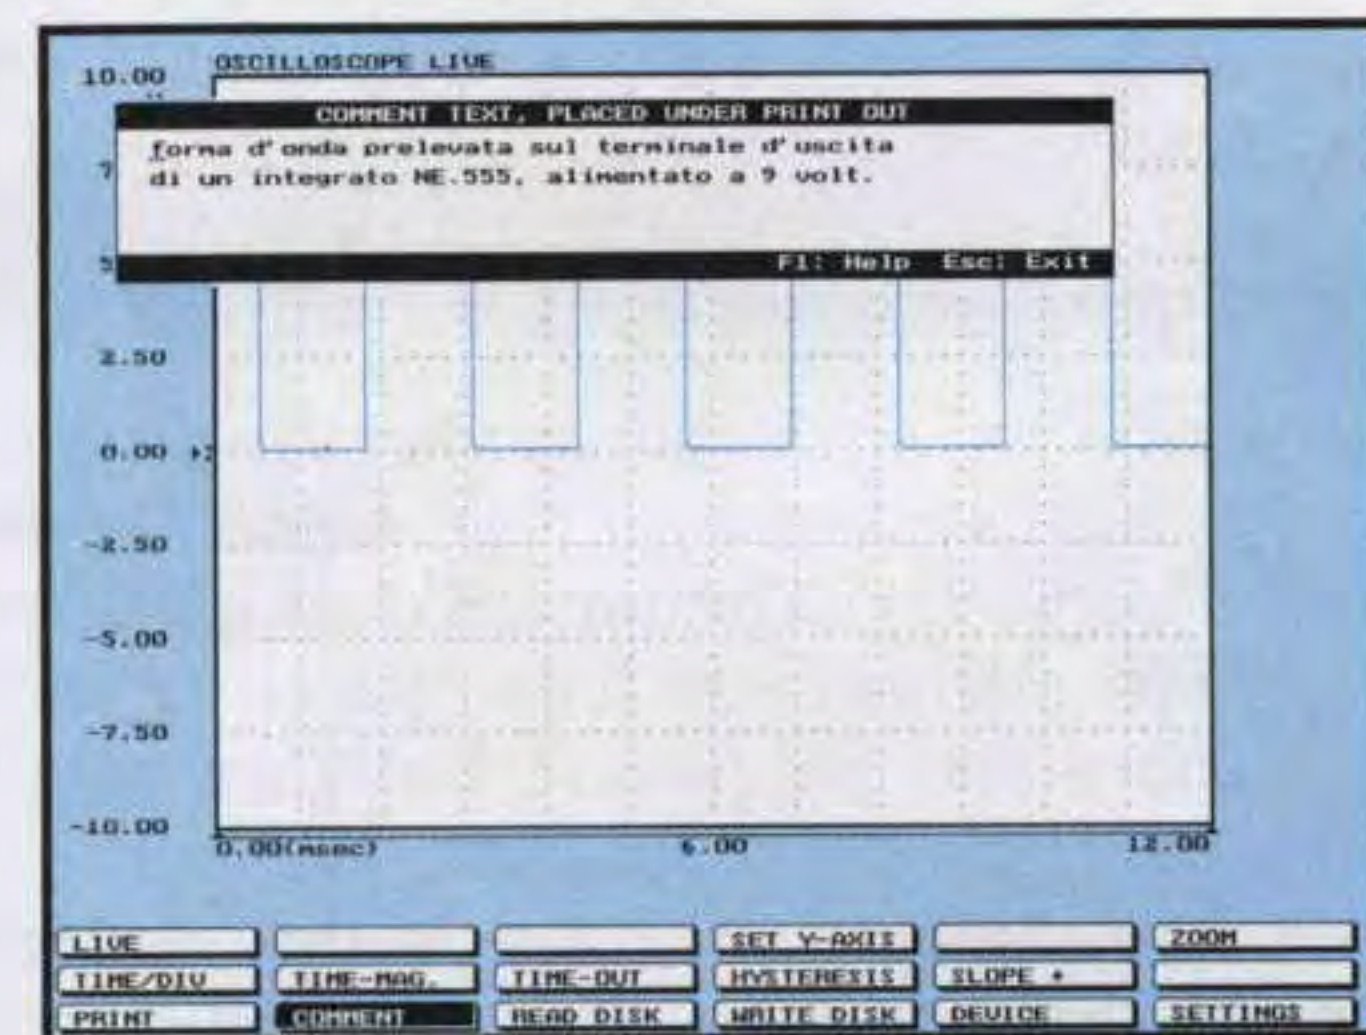 OSCILLOSCOPE LIVE
10.00
COMMENT TEXT, PLACED UNDER PRINT OUT
forma d'onda prelevata sul terminale d'uscita
7
di un integrato NE.555, alimentato a 9 volt.
5
F1: Help Esc: Exit
2.50
0.00
-2.50
-5.00
-7.50
-10.00
0.00(msec) 6.00 12.00
LIVE SET Y-AXIS ZOOM
TIME/DIV TIME-MAG. TIME-OUT HYSTERESIS SLOPE +
PRINT COMMENT READ DISK WRITE DISK DEVICE SETTINGS